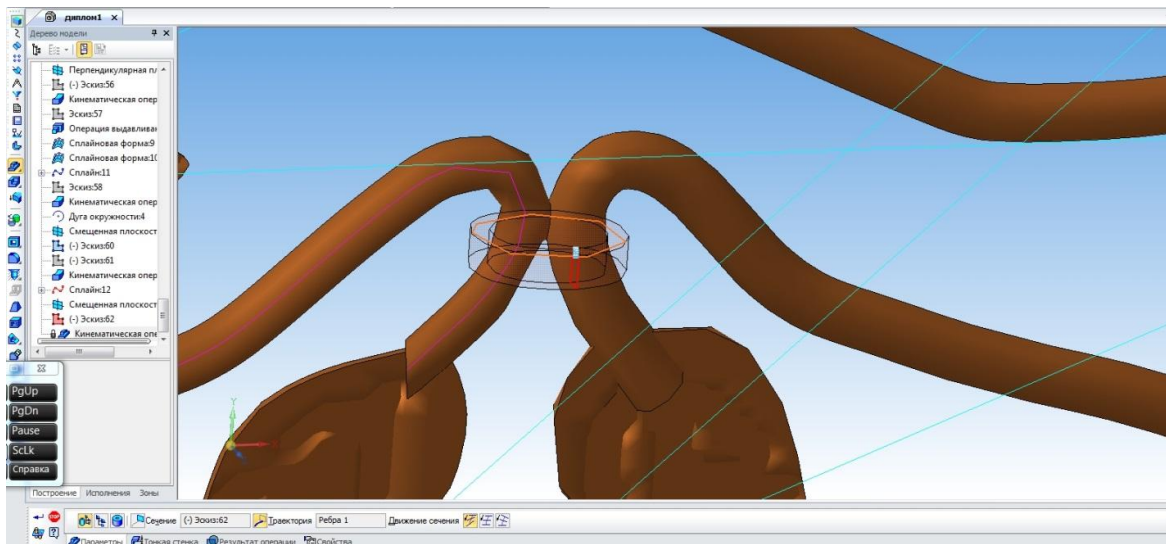 диплом1
Дерево модели
Перпендикулярная пл
(-) Эскиз:56
Кинематическая опер
Эскиз:57
Операция выдавливан
Сплайновая форма:9
Сплайновая форма:10
Сплайн:11
Эскиз:58
Кинематическая опер
Дуга окружности:4
Смещенная плоскост
(-) Эскиз:60
(-) Эскиз:61
Кинематическая опер
Сплайн:12
Смещенная плоскост
(-) Эскиз:62
Кинематическая опе
PgUp
PgDn
Pause
ScLk
Справка
Y
X
Построение Исполнения Зоны
Сечение (-) Эскиз:62 Траектория Ребра 1 Движение сечения
Параметры Тонкая стенка Результат операции Свойства